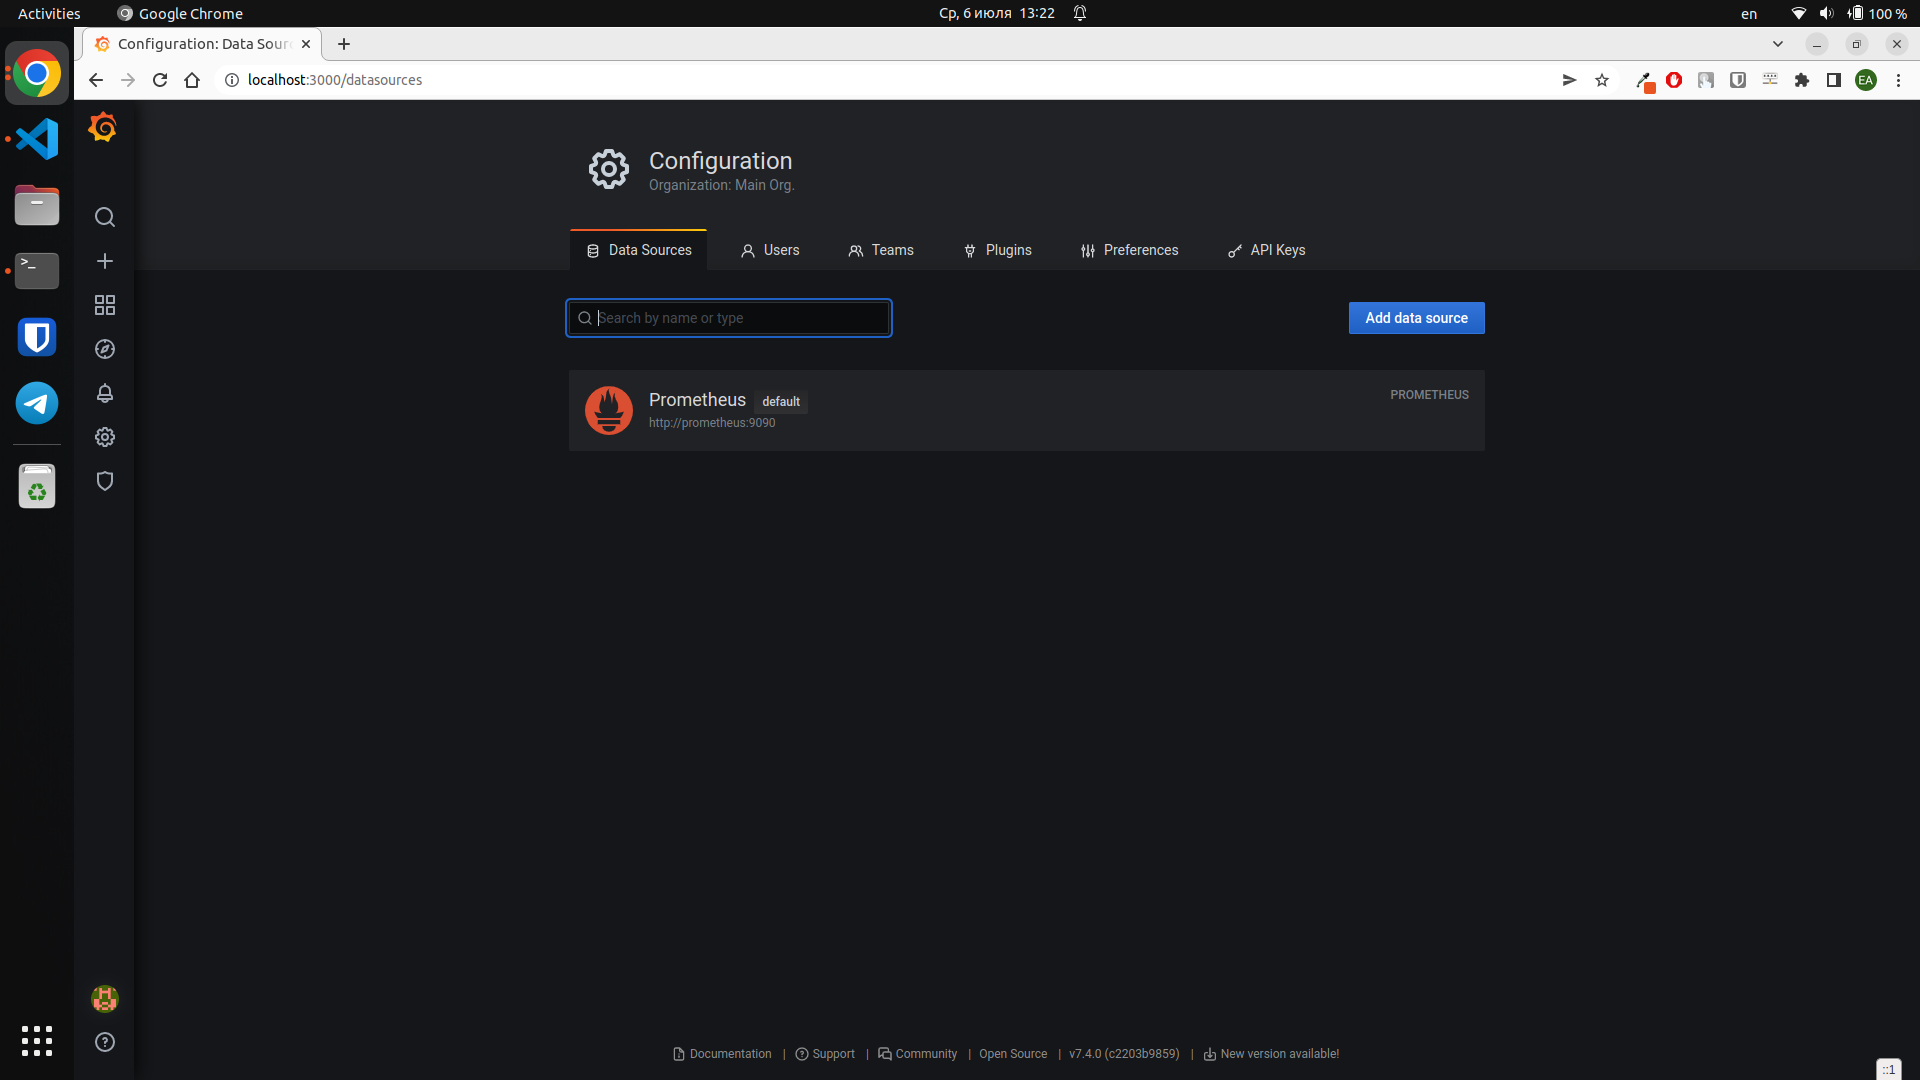 Activities
Google Chrome
Ср, 6 июля 13:22
en
100 %
Configuration: Data Sour
localhost:3000/datasources
EA
Configuration
Organization: Main Org.
Data Sources
Users
Teams
Plugins
Preferences
API Keys
>_
Search by name or type
Add data source
Prometheus default
PROMETHEUS
http://prometheus:9090
Documentation | Support | Community | Open Source | v7.4.0 (c2203b9859) | New version available!
::1